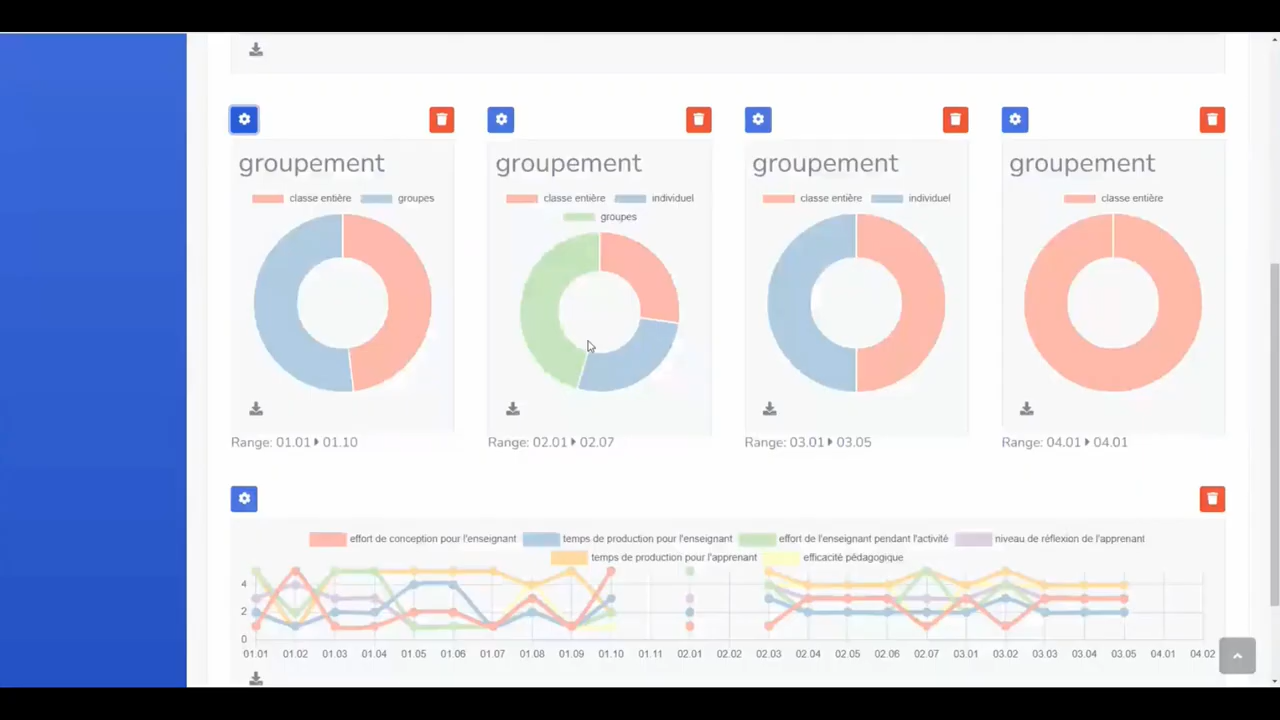 groupement groupement groupement groupement
classe entière groupes classe entière individuel classe entière individuel classe entière
groupes
Range: 01.01 01.10 Range: 02.01 02.07 Range: 03.01 03.05 Range: 04.01 04.01
effort de conception pour l'enseignant temps de production pour l'enseignant effort de l'enseignant pendant l'activité niveau de réflexion de l'apprenant
temps de production pour l'apprenant efficacité pédagogique
4
2
0
01.01 01.02 01.03 01.04 01.05 01.06 01.07 01.08 01.09 01.10 01.11 02.01 02.02 02.03 02.04 02.05 02.06 02.07 03.01 03.02 03.03 03.04 03.05 04.01 04.02